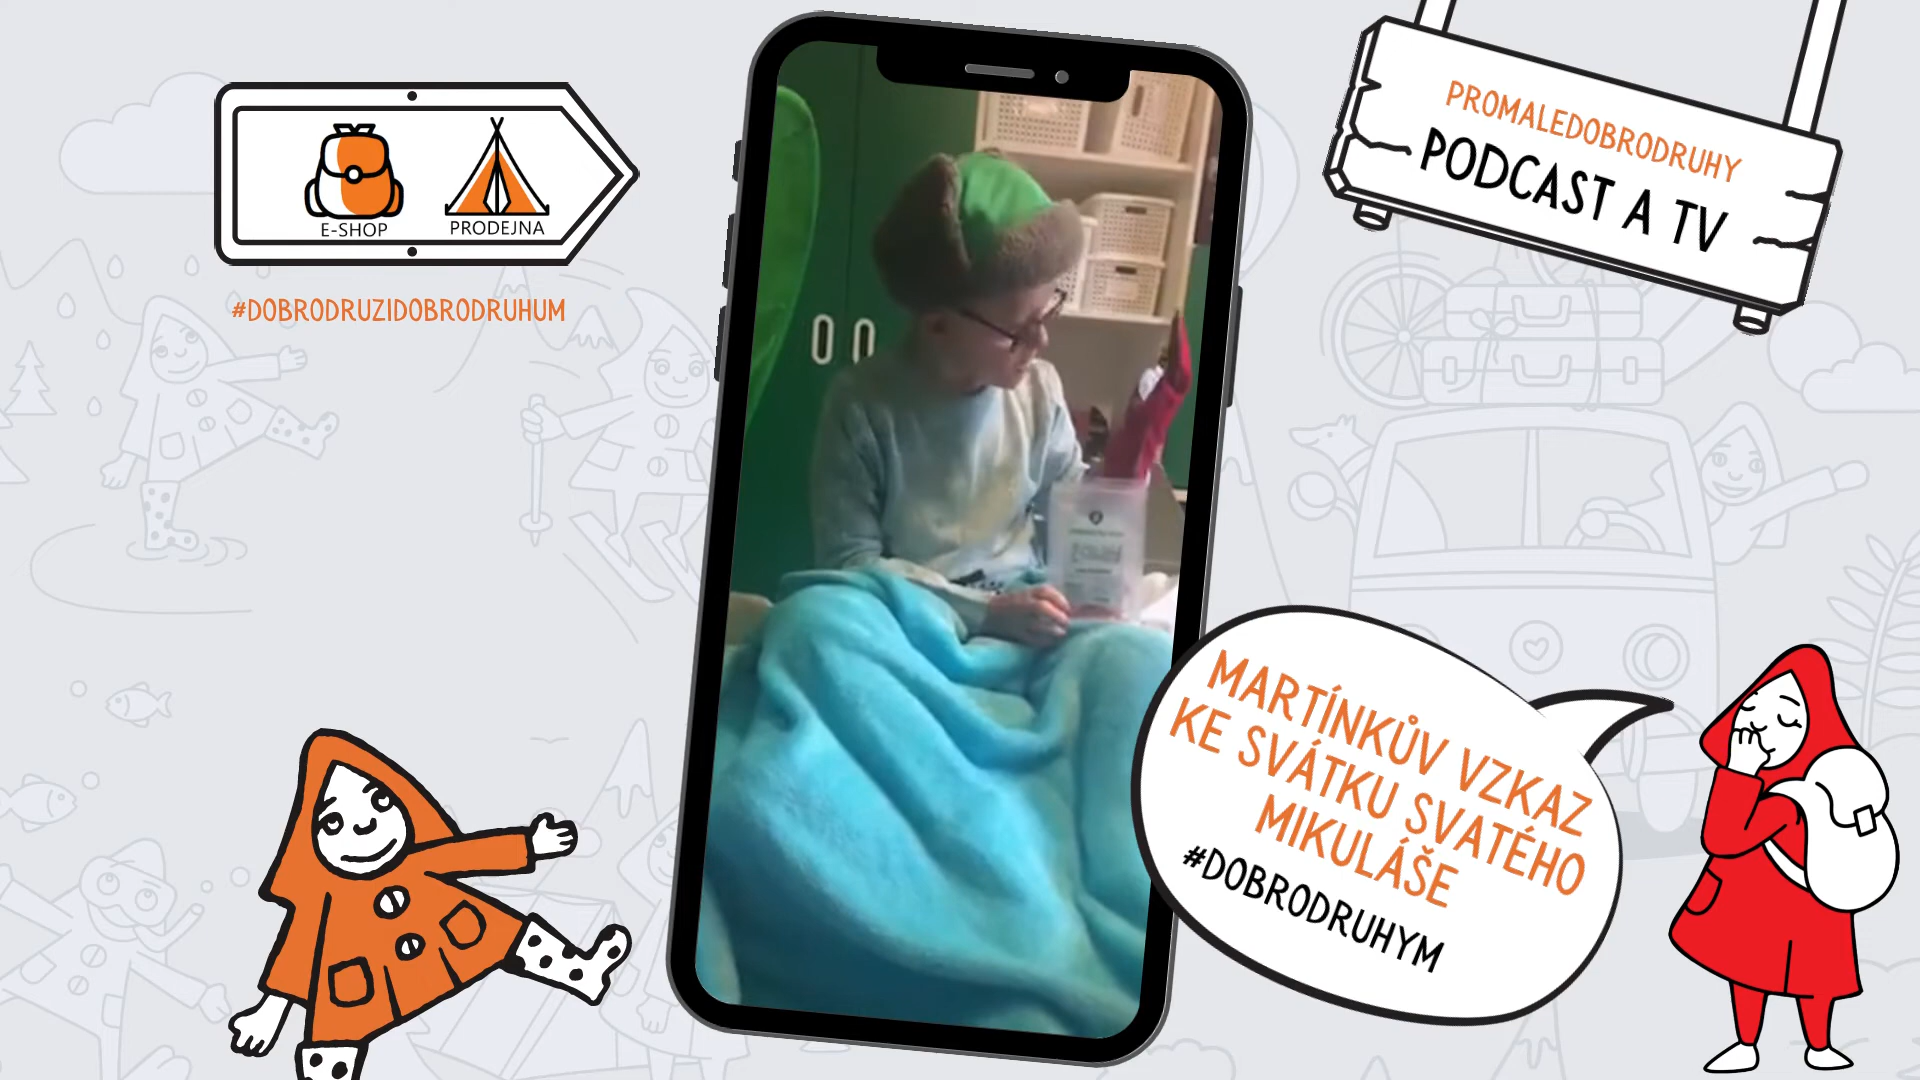 E-SHOP
PRODEJNA
#DOBRODRUZIDOBRODRUHUM
PROMALEDOBRODRUHY
PODCAST A TV
MARTÍNKŮV VZKAZ
KE SVÁTKU SVATÉHO
MIKULÁŠE
#DOBRODRUHYM